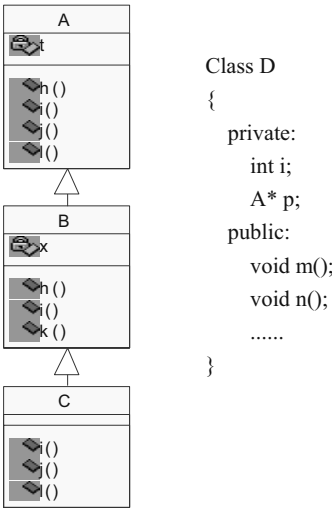 A
t
h()
i()
j()
l()
B
x
h()
i()
k()
C
i()
j()
l()
Class D
{
private:
int i;
A* p;
public:
void m();
void n();
......
}